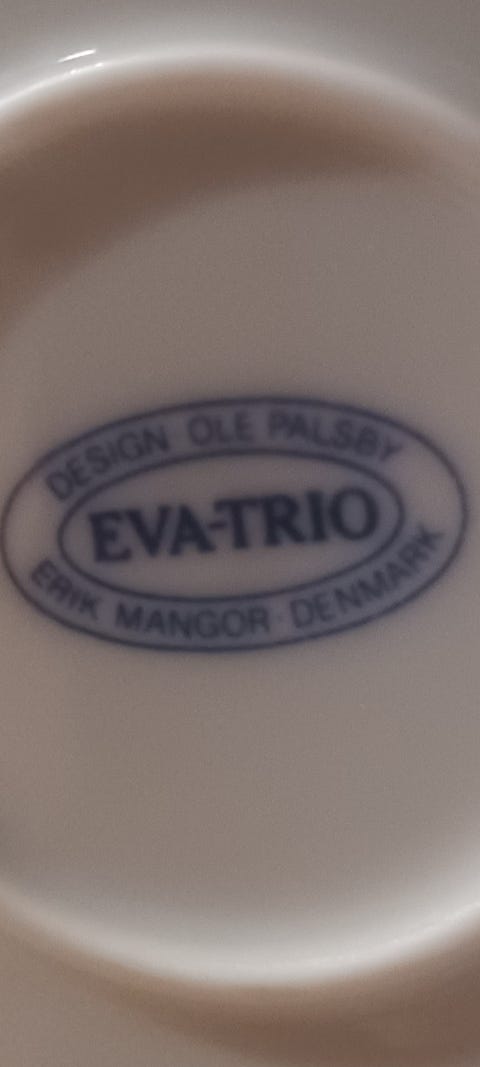 DESIGN OLE PALSBY
EVA-TRIO
ERIK MANGOR · DENMARK